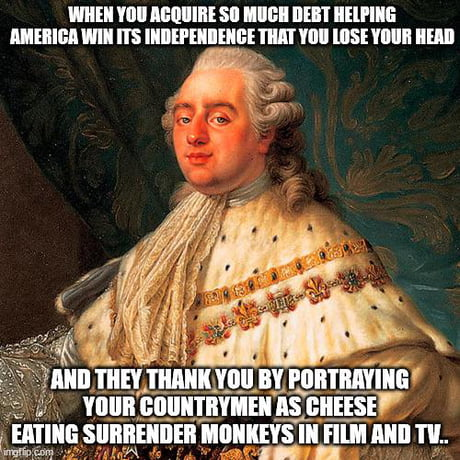 WHEN YOU ACQUIRE SO MUCH DEBT HELPING
AMERICA WIN ITS INDEPENDENCE THAT YOU LOSE YOUR HEAD
AND THEY THANK YOU BY PORTRAYING
YOUR COUNTRYMEN AS CHEESE
EATING SURRENDER MONKEYS IN FILM AND TV..
imgflip.com